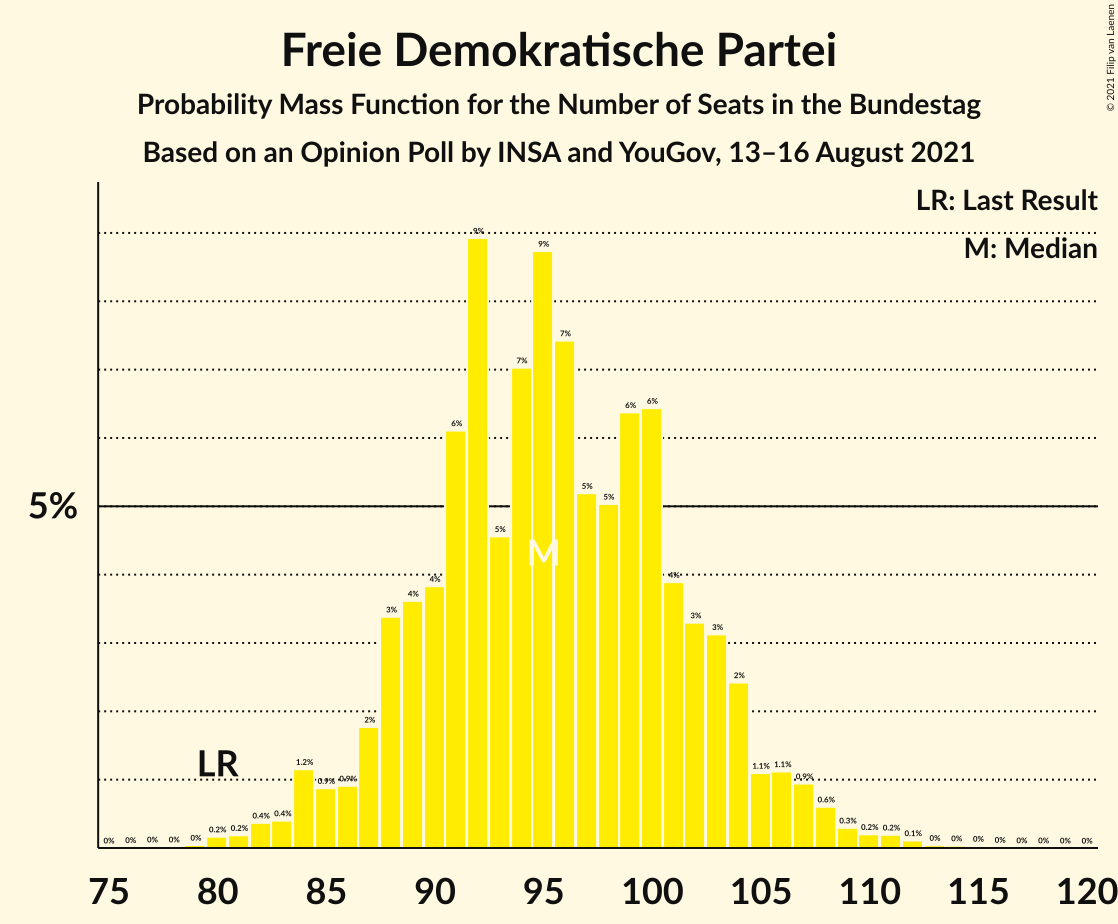 Freie Demokratische Partei
Probability Mass Function for the Number of Seats in the Bundestag
Based on an Opinion Poll by INSA and YouGov, 13–16 August 2021
© 2021 Filip van Laenen
LR: Last Result
M: Median
5%
LR
M
0% 0% 0% 0% 0% 0.2% 0.2% 0.4% 0.4% 1.2% 0.9% 0.9% 2% 3% 4% 4% 6% 9% 5% 7% 9% 7% 5% 5% 6% 6% 4% 3% 3% 2% 1.1% 1.1% 0.9% 0.6% 0.3% 0.2% 0.2% 0.1% 0% 0% 0% 0% 0% 0% 0% 0%
75 80 85 90 95 100 105 110 115 120